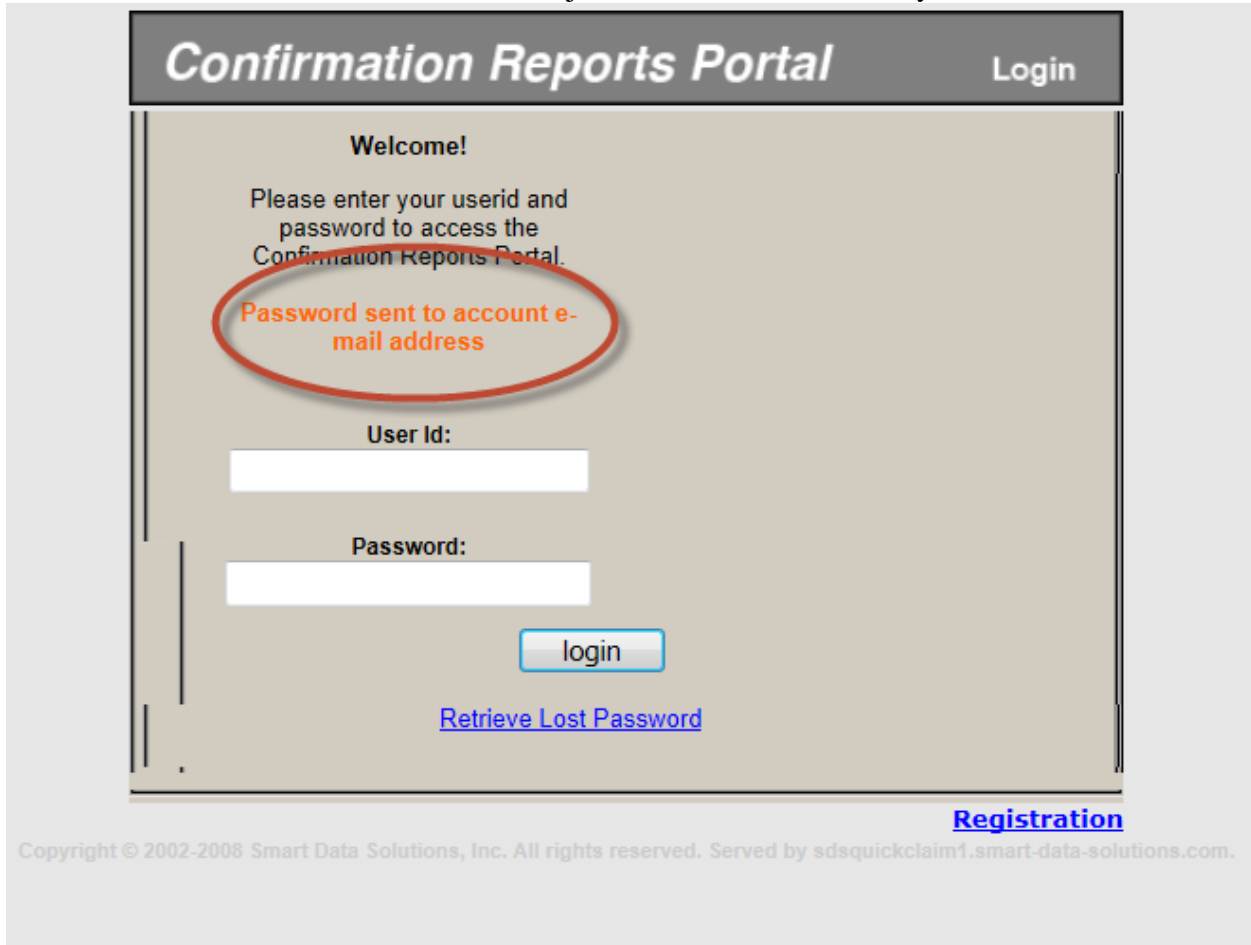 Confirmation Reports Portal Login
Welcome!
Please enter your userid and
password to access the
Confirmation Reports Portal.
Password sent to account e-
mail address
User Id:
Password:
login
Retrieve Lost Password
Registration
Copyright © 2002-2008 Smart Data Solutions, Inc. All rights reserved. Served by sdsquickclaim1.smart-data-solutions.com.